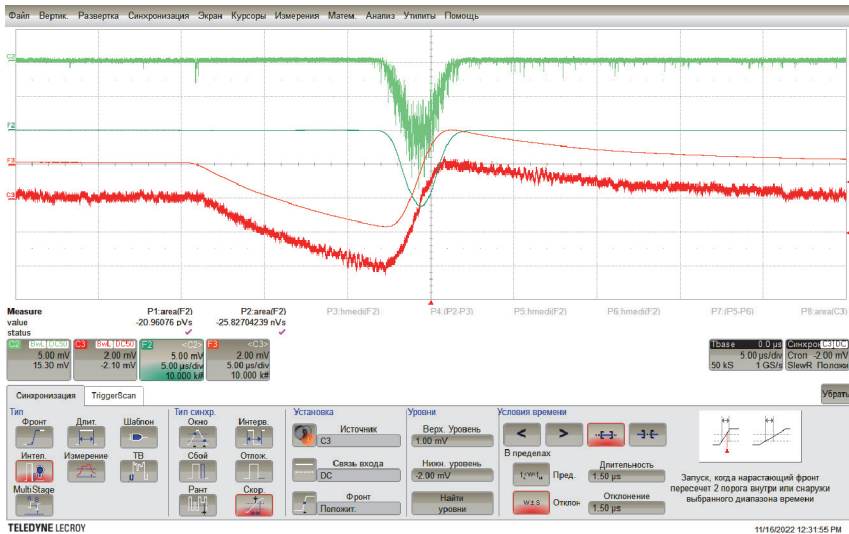 Файл Вертик. Развертка Синхронизация Экран Курсоры Измерения Матем. Анализ Утилиты Помощь
C2
F2
F3
C3
Measure P1:area(F2) P2:area(F2) P3:hmedi(F2) P4:(P2-P3) P5:hmedi(F2) P6:hmedi(F2) P7:(P5-P6) P8:area(C3)
value -20.96076 pVs -25.82704239 nVs
status
C2 BwL DC50 C3 BwL DC50 F2 <C2> F3 <C3> Tbase 0.0 µs Синхрон C3 DC
5.00 mV 2.00 mV 5.00 mV 2.00 mV 5.00 µs/div Стоп -2.00 mV
15.30 mV -2.10 mV 5.00 µs/div 5.00 µs/div 50 kS 1 GS/s SlewR Положи
10.000 k# 10.000 k#
Синхронизация TriggerScan Убрать
Тип Тип синхр. Установка Уровни Условия времени
Фронт Длит. Шаблон Окно Интерв. Источник Верх. Уровень < >
C3 1.00 mV
В пределах
Интел. Измерение ТВ Сбой Отлож. Связь входа Нижн. уровень Пред. Длительность
DC -2.00 mV 1.50 µs
Запуск, когда нарастающий фронт
пересечет 2 порога внутри или снаружи
выбранного диапазона времени
MultiStage Рант Скор. Фронт Найти Отклон Отклонение
Положит. уровни 1.50 µs
TELEDYNE LECROY 11/16/2022 12:31:55 PM